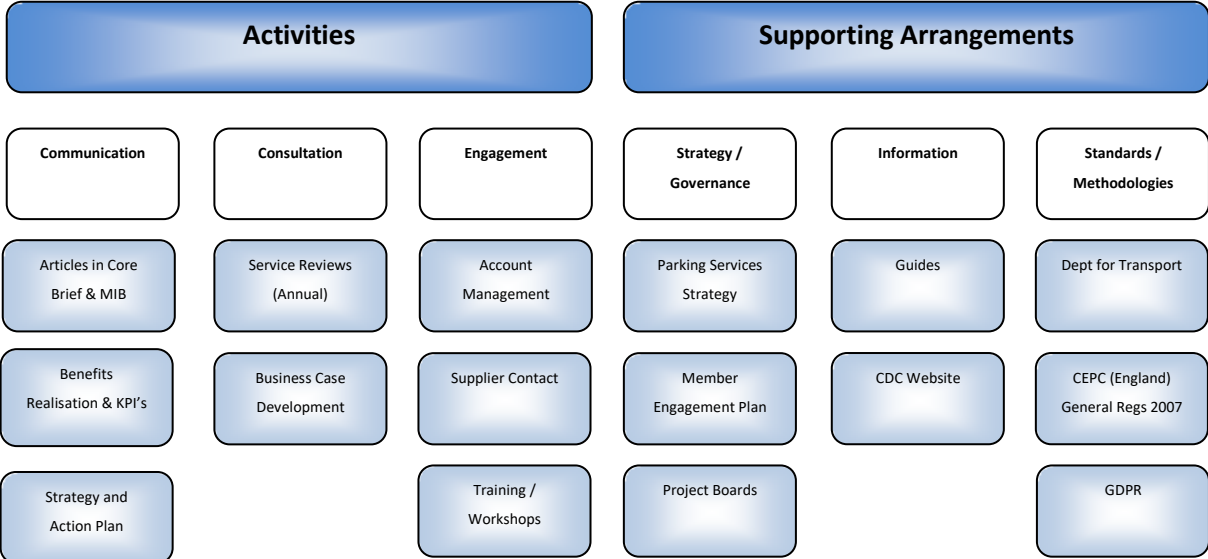 Activities
Supporting Arrangements
Communication
Consultation
Engagement
Strategy /
Governance
Information
Standards /
Methodologies
Articles in Core
Brief & MIB
Service Reviews
(Annual)
Account
Management
Parking Services
Strategy
Guides
Dept for Transport
Benefits
Realisation & KPI's
Business Case
Development
Supplier Contact
Member
Engagement Plan
CDC Website
CEPC (England)
General Regs 2007
Strategy and
Action Plan
Training /
Workshops
Project Boards
GDPR